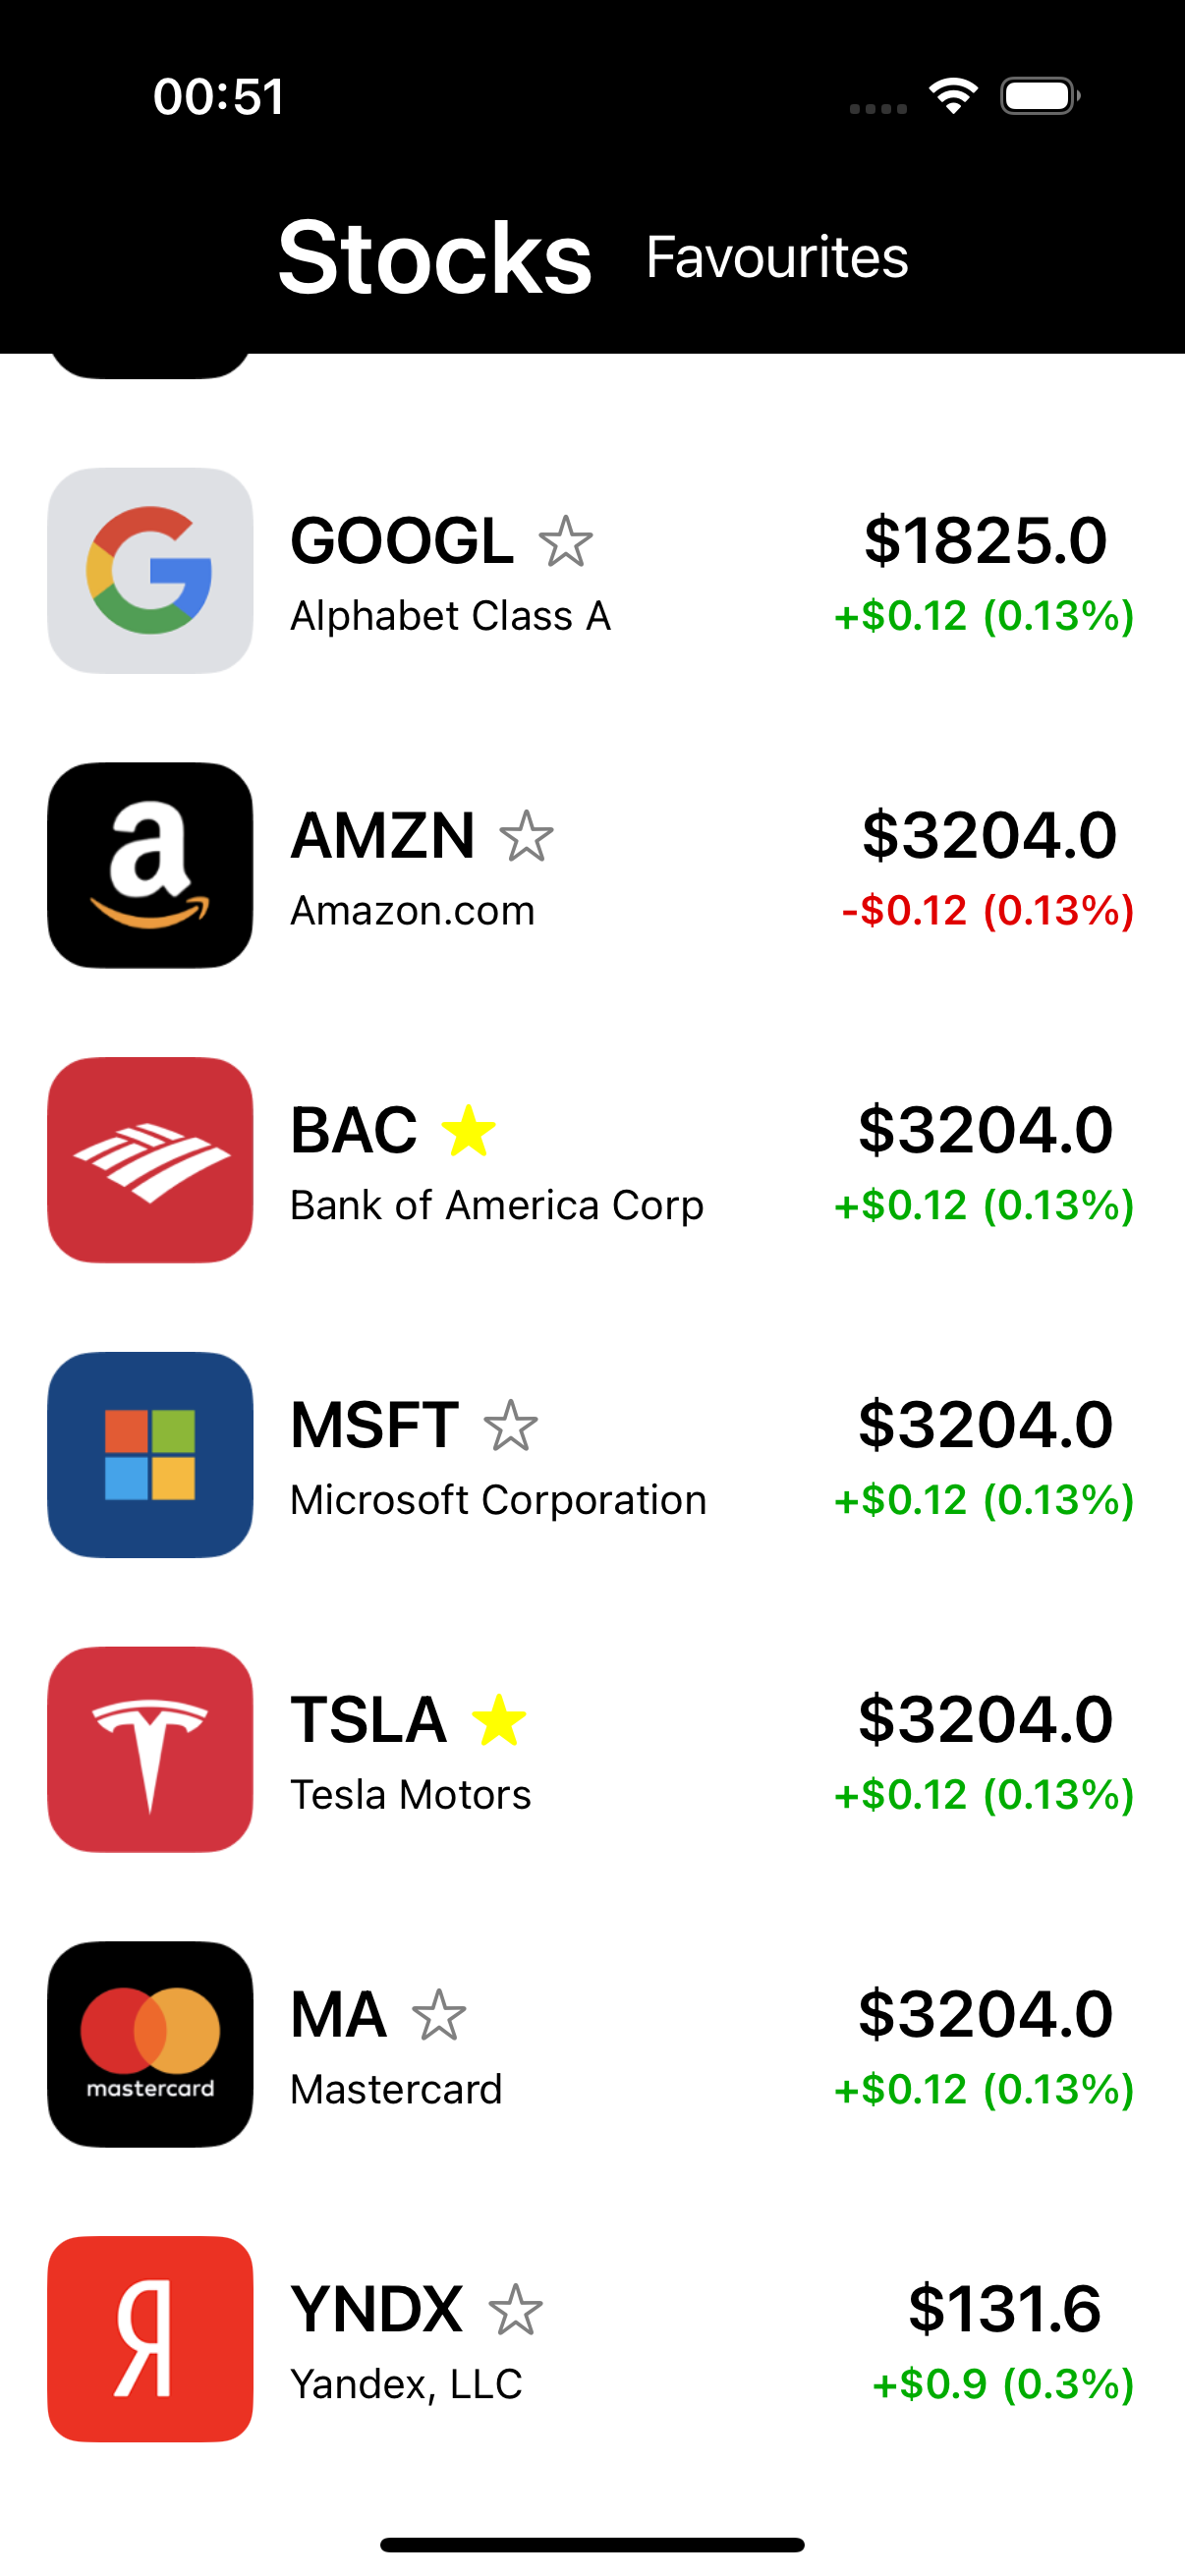 00:51
Stocks Favourites
GOOGL $1825.0
Alphabet Class A +$0.12 (0.13%)
AMZN $3204.0
Amazon.com -$0.12 (0.13%)
BAC $3204.0
Bank of America Corp +$0.12 (0.13%)
MSFT $3204.0
Microsoft Corporation +$0.12 (0.13%)
TSLA $3204.0
Tesla Motors +$0.12 (0.13%)
MA $3204.0
mastercard
Mastercard +$0.12 (0.13%)
Я
YNDX $131.6
Yandex, LLC +$0.9 (0.3%)